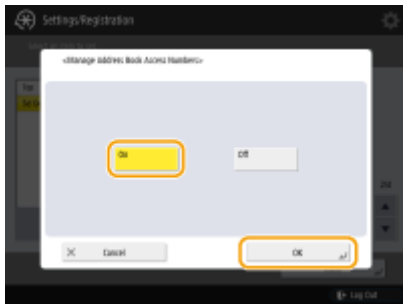 Settings/Registration
<Manage Address Book Access Numbers>
On
Off
Cancel
OK
Log Out